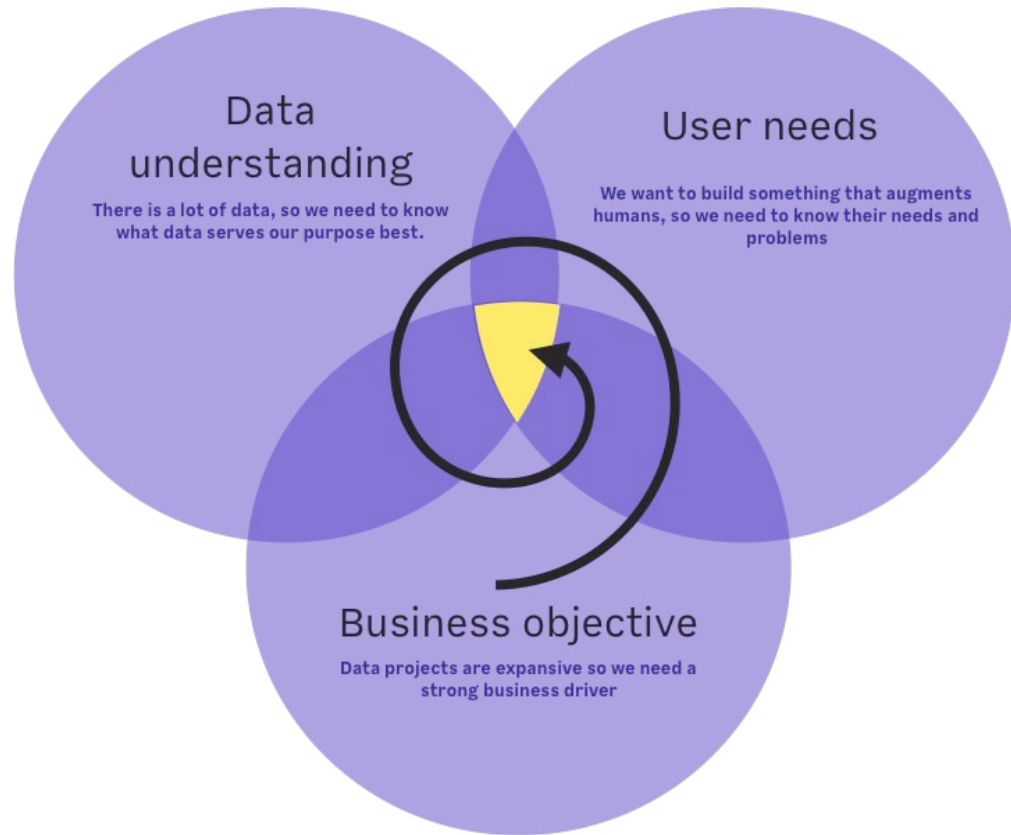 Data
understanding
There is a lot of data, so we need to know
what data serves our purpose best.
User needs
We want to build something that augments
humans, so we need to know their needs and
problems
Business objective
Data projects are expansive so we need a
strong business driver